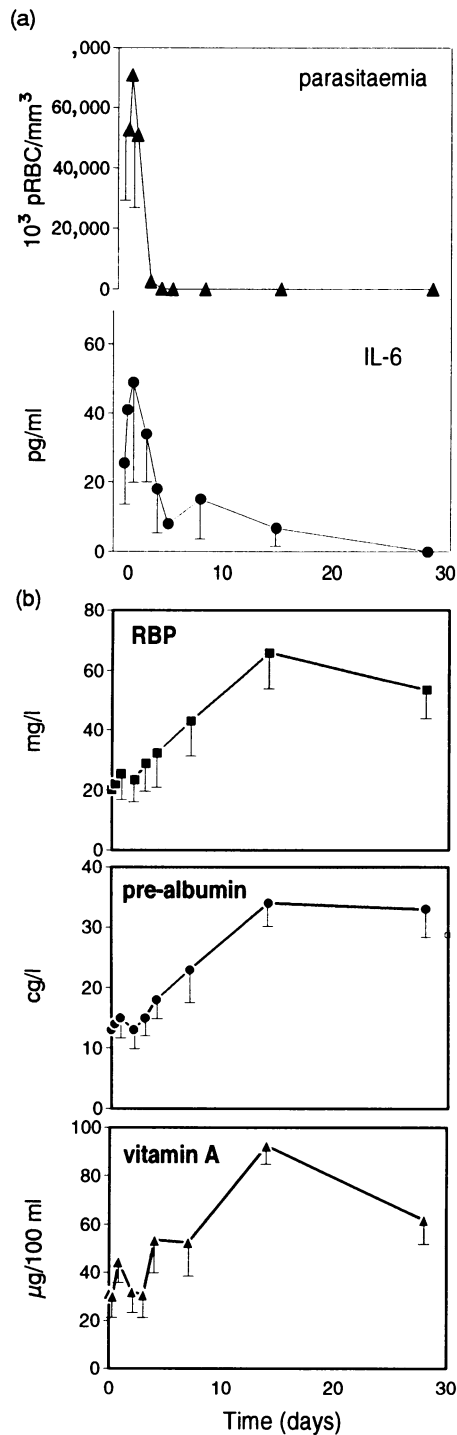 (a)
,000
60,000
40,000
20,000
0
10³ pRBC/mm³
parasitaemia
60
40
20
0
pg/ml
IL-6
0 10 20 30
(b)
80
60
40
20
0
mg/l
RBP
40
30
20
10
0
cg/l
pre-albumin
100
80
60
40
20
0
µg/100 ml
vitamin A
0 10 20 30
Time (days)